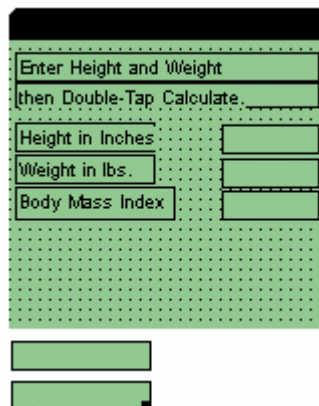 Enter Height and Weight
then Double-Tap Calculate.
Height in Inches
Weight in lbs.
Body Mass Index